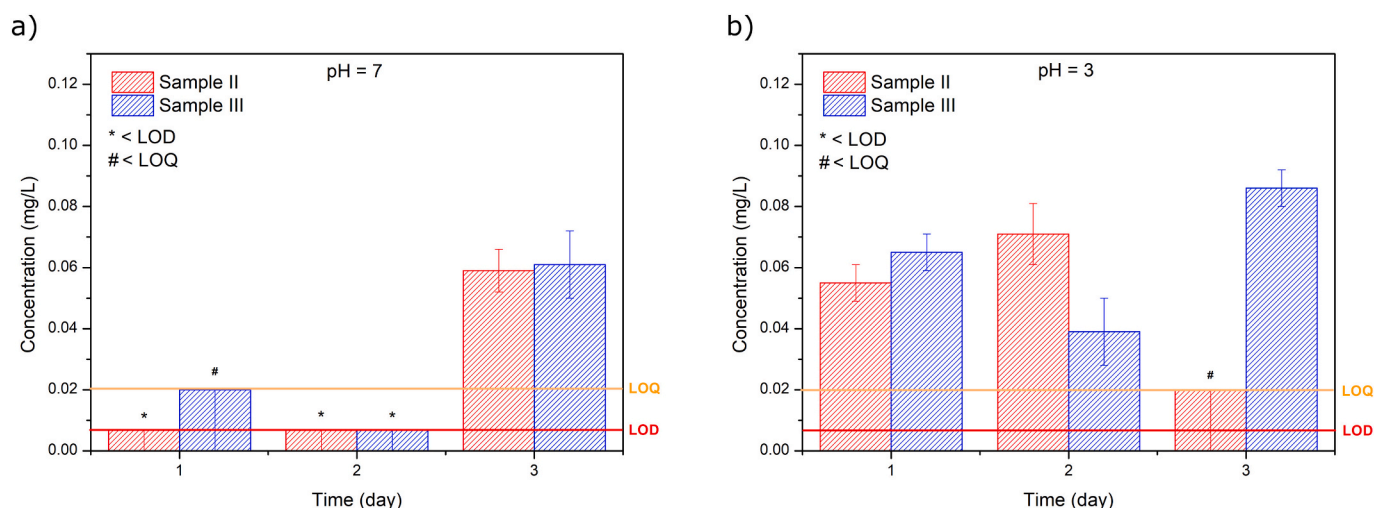 a)
pH = 7
Sample II
Sample III
* < LOD
# < LOQ
Concentration (mg/L)
0.12
0.10
0.08
0.06
0.04
0.02
0.00
*
#
*
*
LOQ
LOD
1
2
3
Time (day)
b)
pH = 3
Sample II
Sample III
* < LOD
# < LOQ
Concentration (mg/L)
0.12
0.10
0.08
0.06
0.04
0.02
0.00
#
LOQ
LOD
1
2
3
Time (day)